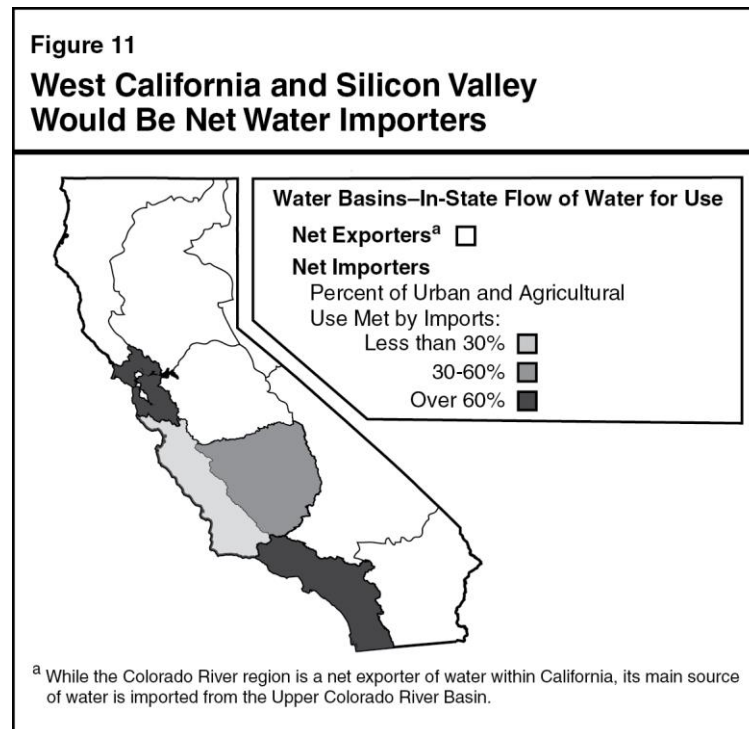 Figure 11
West California and Silicon Valley
Would Be Net Water Importers
Water Basins–In-State Flow of Water for Use
Net Exportersᵃ
Net Importers
Percent of Urban and Agricultural
Use Met by Imports:
Less than 30%
30-60%
Over 60%
ᵃ While the Colorado River region is a net exporter of water within California, its main source
of water is imported from the Upper Colorado River Basin.